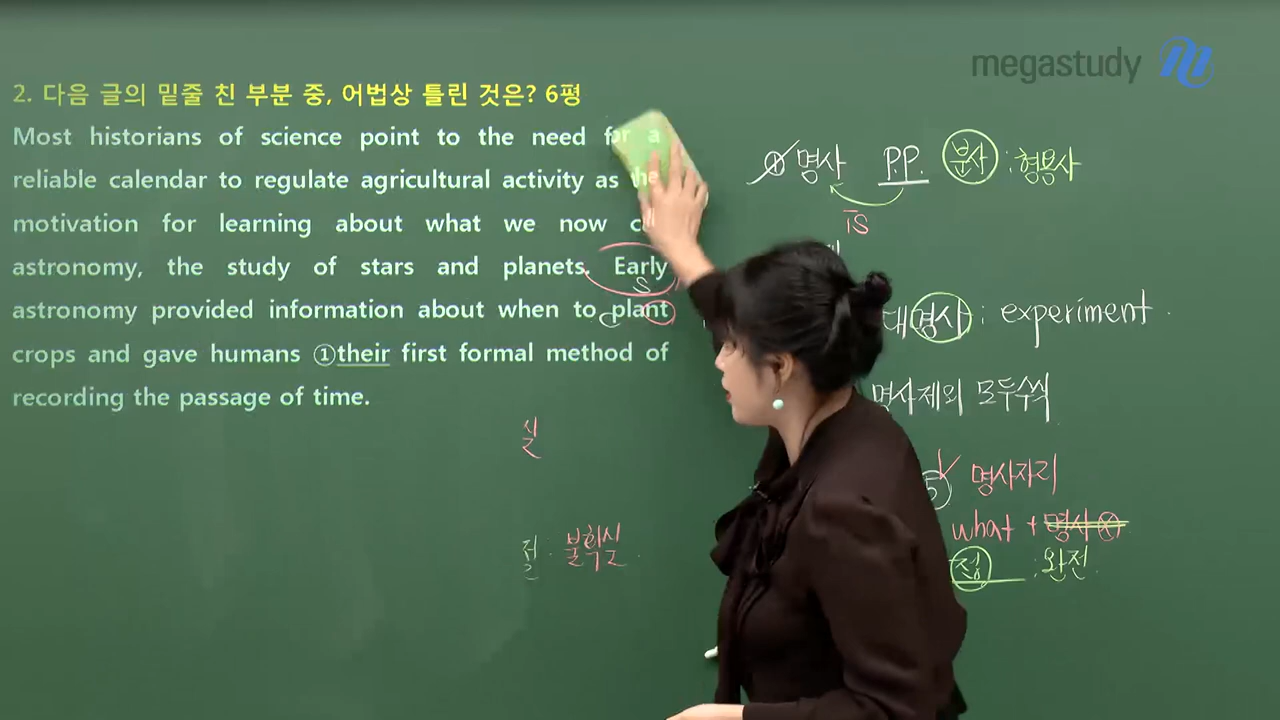 megastudy
2. 다음 글의 밑줄 친 부분 중, 어법상 틀린 것은? 6평
Most historians of science point to the need for a
reliable calendar to regulate agricultural activity as the
motivation for learning about what we now
astronomy, the study of stars and planets. Early
astronomy provided information about when to plant
crops and gave humans ①their first formal method of
recording the passage of time.
S
C
실
절: 불확실
명사 P.P. 분사 : 형용사
is
대명사 : experiment
명사제외 모두수식
5 명사자리
what + 명사
: 완전